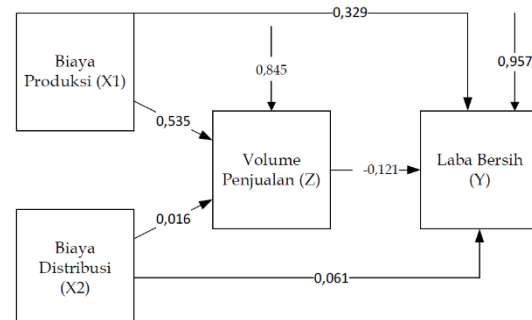 0,329
Biaya
Produksi (X1)
0,845
0,957
0,535
Volume
Penjualan (Z)
-0,121
Laba Bersih
(Y)
0,016
Biaya
Distribusi
(X2)
0,061